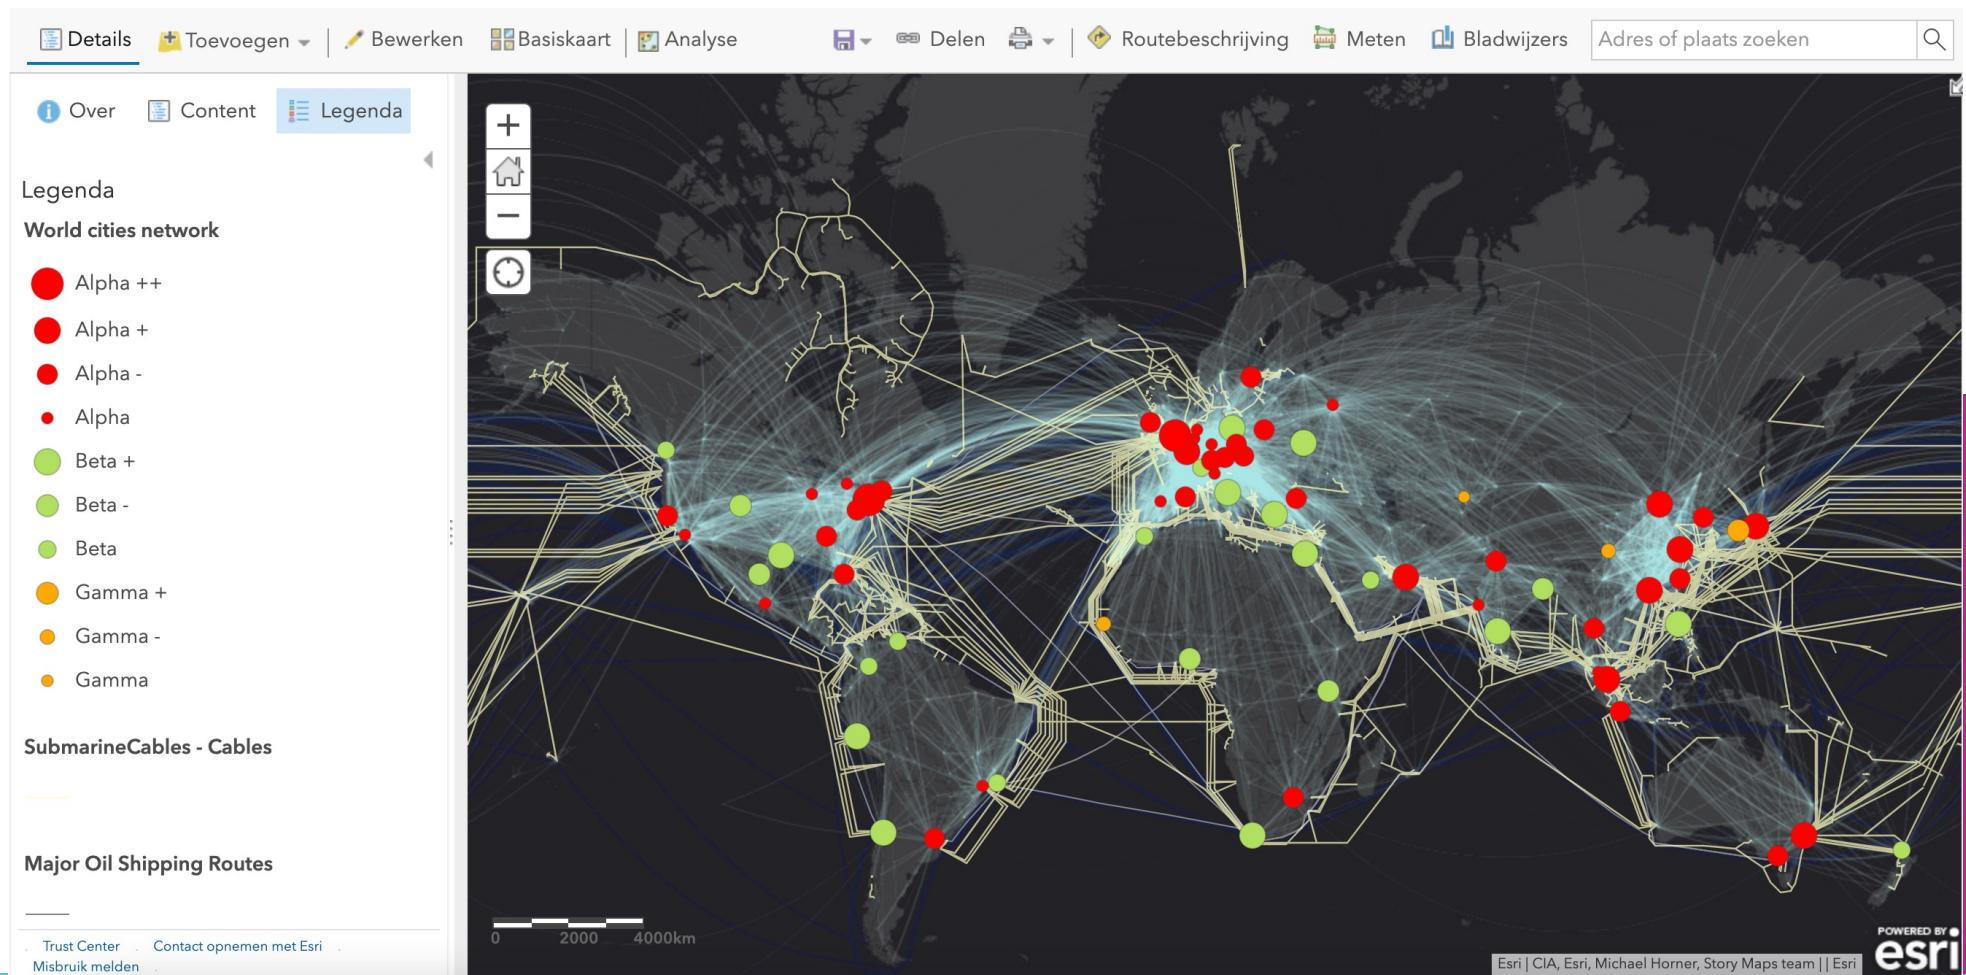 Details Toevoegen Bewerken Basiskaart Analyse Delen Routebeschrijving Meten Bladwijzers Adres of plaats zoeken
Over Content Legenda
Legenda
World cities network
Alpha ++
Alpha +
Alpha -
Alpha
Beta +
Beta -
Beta
Gamma +
Gamma -
Gamma
SubmarineCables - Cables
Major Oil Shipping Routes
Trust Center Contact opnemen met Esri
Misbruik melden
+
−
0 2000 4000km
POWERED BY
esri
Esri | CIA, Esri, Michael Horner, Story Maps team | | Esri